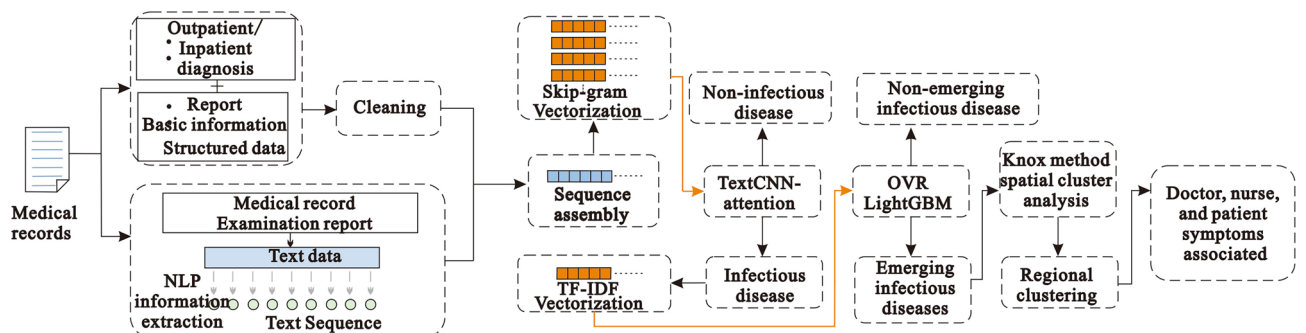 Medical
records
Outpatient/
Inpatient
diagnosis
+
Report
Basic information
Structured data
Cleaning
Medical record
Examination report
Text data
NLP
information
extraction
Text Sequence
Skip-gram
Vectorization
Sequence
assembly
TF-IDF
Vectorization
Non-infectious
disease
TextCNN-
attention
Infectious
disease
Non-emerging
infectious disease
OVR
LightGBM
Emerging
infectious
diseases
Knox method
spatial cluster
analysis
Regional
clustering
Doctor, nurse,
and patient
symptoms
associated